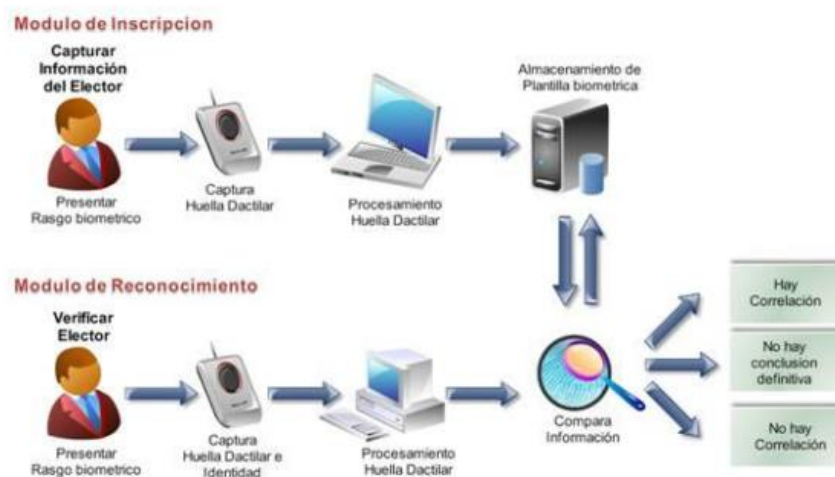 Modulo de Inscripcion
Capturar
Información
del Elector
Presentar
Rasgo biometrico
Captura
Huella Dactilar
Procesamiento
Huella Dactilar
Almacenamiento de
Plantilla biometrica
Modulo de Reconocimiento
Verificar
Elector
Presentar
Rasgo biometrico
Captura
Huella Dactilar e
Identidad
Procesamiento
Huella Dactilar
Compara
Información
Hay
Correlación
No hay
conclusion
definitiva
No hay
Correlación